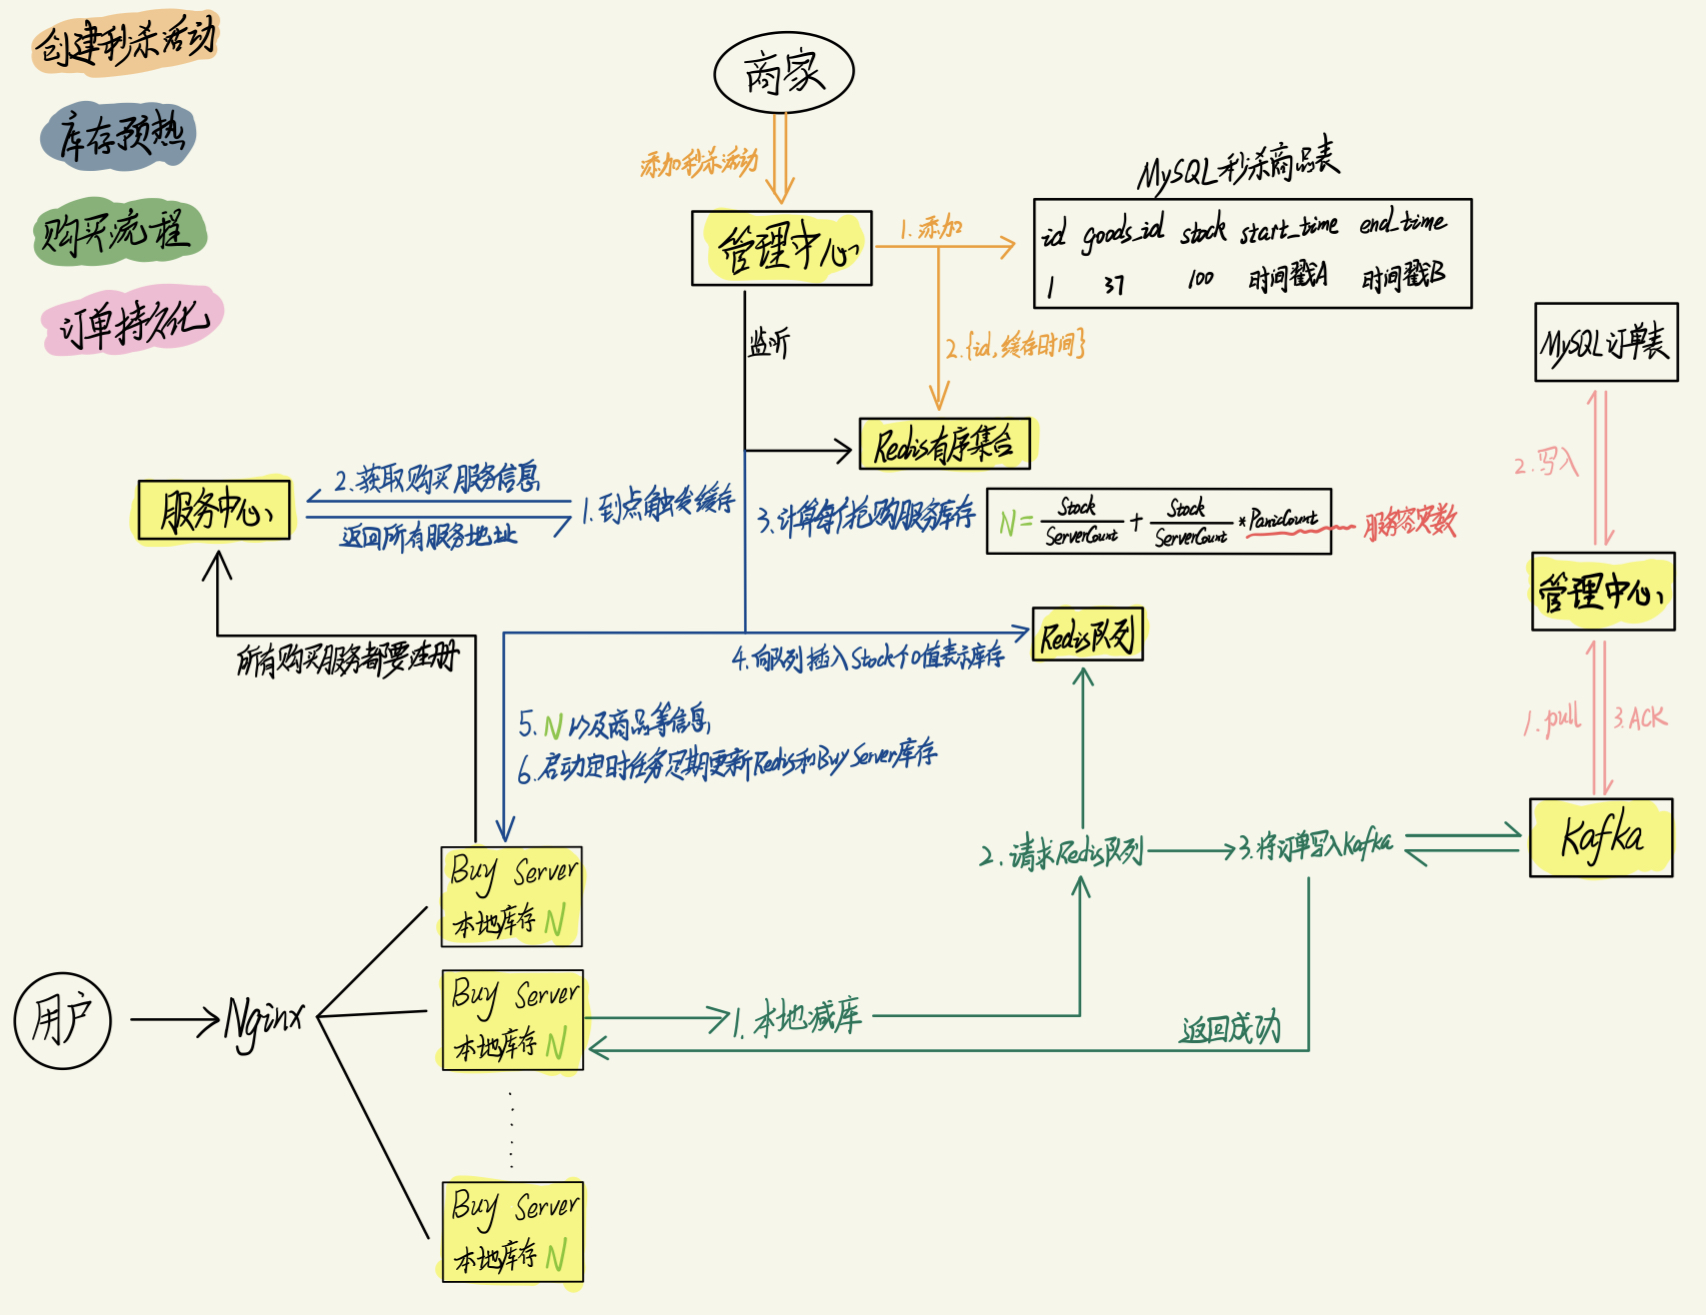 创建秒杀活动
库存预热
购买流程
订单持久化
商家
添加秒杀活动
管理中心
1. 添加
MySQL 秒杀商品表
id goods_id stock start_time end_time
1 37 100 时间戳A 时间戳B
监听
2.{id,缓存时间}
Redis有序集合
MySQL订单表
2.写入
管理中心
1.pull
3.ACK
Kafka
服务中心
2.获取购买服务信息
返回所有服务地址
1.到点触发缓存
3.计算每个抢购服务库存
N = Stock/ServerCount + Stock/ServerCount * PanicCount
服务容灾数
所有购买服务都要注册
4.向队列插入Stock个0值表示库存
Redis队列
5. N 以及商品等信息
6.启动定时任务定期更新Redis和Buy Server库存
2.请求Redis队列
3.将订单写入Kafka
Buy Server
本地库存 N
用户
Nginx
Buy Server
本地库存 N
1.本地减库
返回成功
Buy Server
本地库存 N